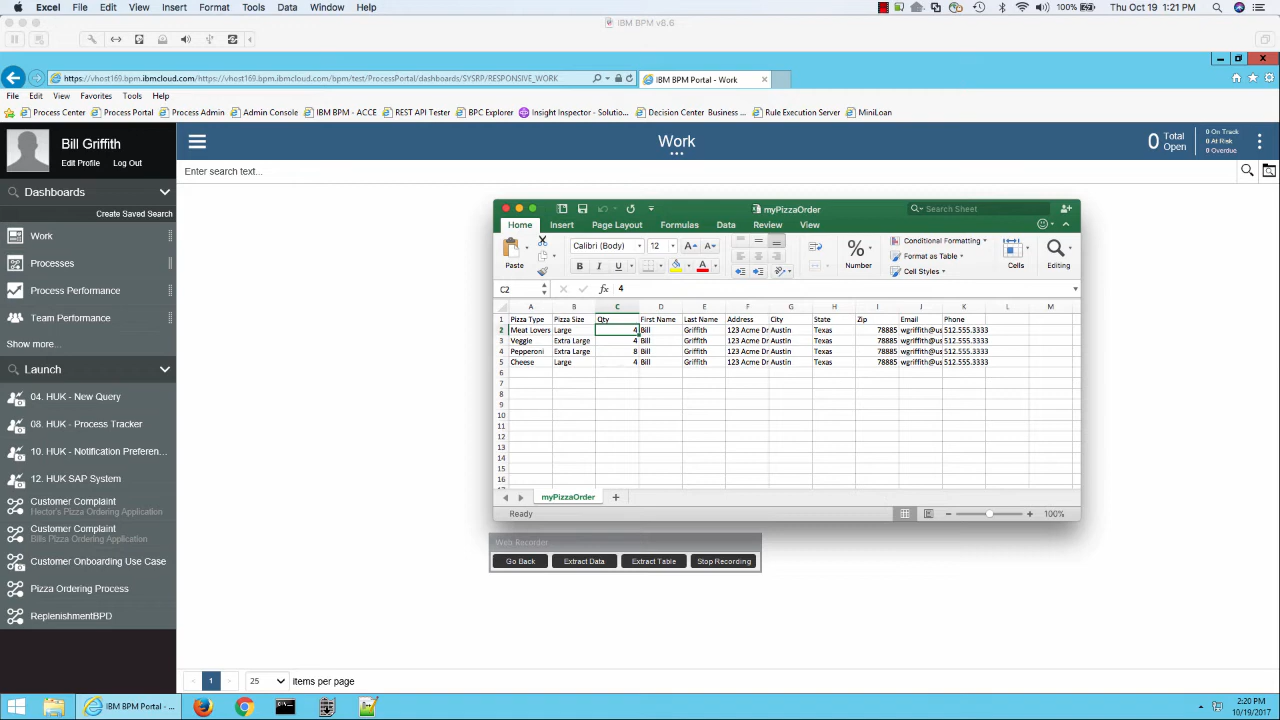 Excel File Edit View Insert Format Tools Data Window Help 100% Thu Oct 19 1:21 PM
IBM BPM v8.6
https://vhost169.bpm.ibmcloud.com/https://vhost169.bpm.ibmcloud.com/bpm/test/ProcessPortal/dashboards/SYSRP/RESPONSIVE_WORK IBM BPM Portal - Work
File Edit View Favorites Tools Help
Process Center Process Portal Process Admin Admin Console IBM BPM - ACCE REST API Tester BPC Explorer Insight Inspector - Solutio... Decision Center Business ... Rule Execution Server MiniLoan
Bill Griffith
Edit Profile Log Out
Work
0 Total Open
0 On Track
0 At Risk
0 Overdue
Enter search text...
Dashboards
Create Saved Search
Work
Processes
Process Performance
Team Performance
Show more...
Launch
04. HUK - New Query
08. HUK - Process Tracker
10. HUK - Notification Preferen...
12. HUK SAP System
Customer Complaint
Hector's Pizza Ordering Application
Customer Complaint
Bills Pizza Ordering Application
Customer Onboarding Use Case
Pizza Ordering Process
ReplenishmentBPD
myPizzaOrder Search Sheet
Home Insert Page Layout Formulas Data Review View
Paste Calibri (Body) 12 Number Conditional Formatting Format as Table Cell Styles Cells Editing
C2 fx 4
A B C D E F G H I J K L M
1 Pizza Type Pizza Size Qty First Name Last Name Address City State Zip Email Phone
2 Meat Lovers Large 4 Bill Griffith 123 Acme Dr Austin Texas 78885 wgriffith@us 512.555.3333
3 Veggie Extra Large 4 Bill Griffith 123 Acme Dr Austin Texas 78885 wgriffith@us 512.555.3333
4 Pepperoni Extra Large 8 Bill Griffith 123 Acme Dr Austin Texas 78885 wgriffith@us 512.555.3333
5 Cheese Large 4 Bill Griffith 123 Acme Dr Austin Texas 78885 wgriffith@us 512.555.3333
6
7
8
9
10
11
12
13
14
15
16
myPizzaOrder
Ready 100%
Web Recorder
Go Back Extract Data Extract Table Stop Recording
1 25 items per page
IBM BPM Portal - ... 2:20 PM
10/19/2017